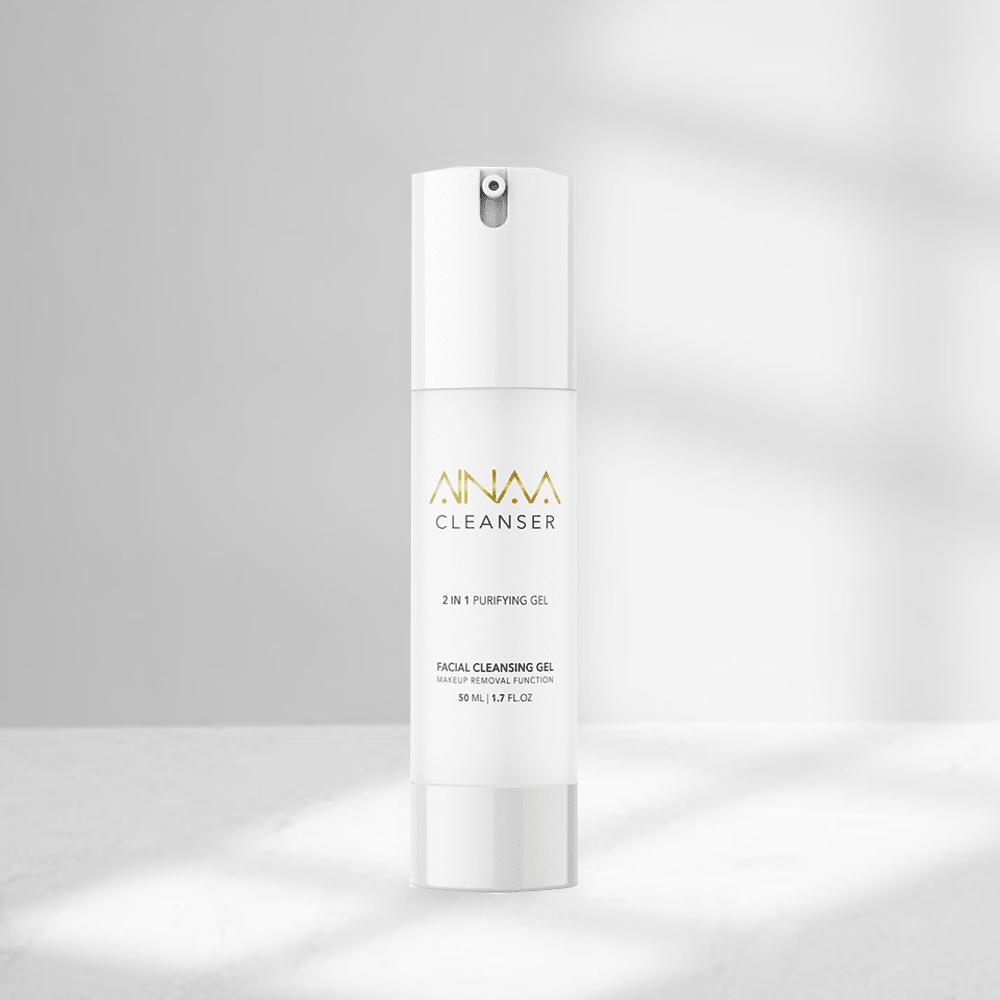 AINAA
CLEANSER
2 IN 1 PURIFYING GEL
FACIAL CLEANSING GEL
MAKEUP REMOVAL FUNCTION
50 ML | 1.7 FL.OZ